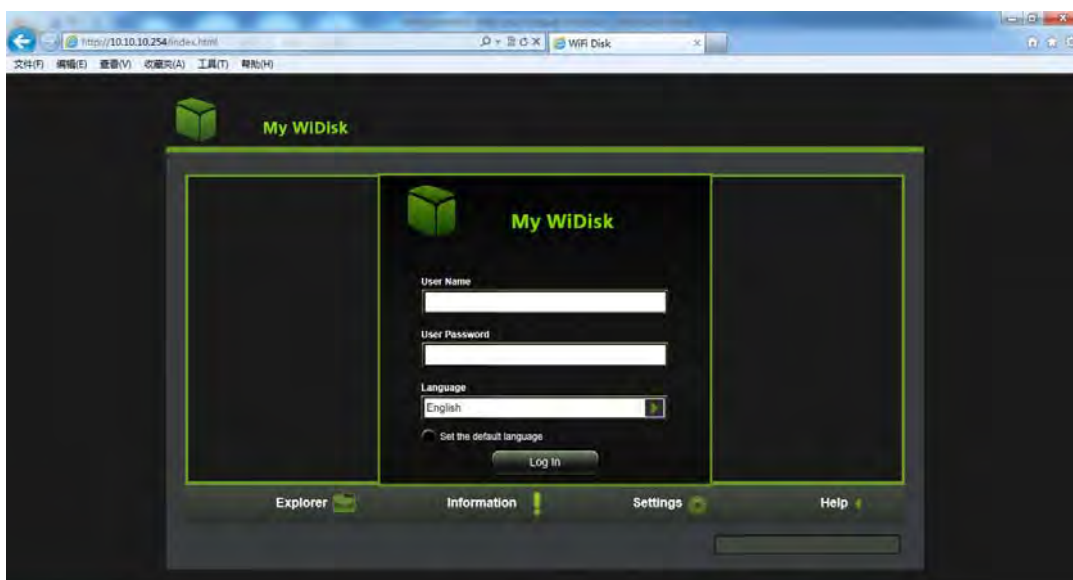 http://10.10.10.254/index.html
WiFi Disk
文件(F) 编辑(E) 查看(V) 收藏夹(A) 工具(T) 帮助(H)
My WiDisk
My WiDisk
User Name
User Password
Language
English
Set the default language
Log In
Explorer Information Settings Help